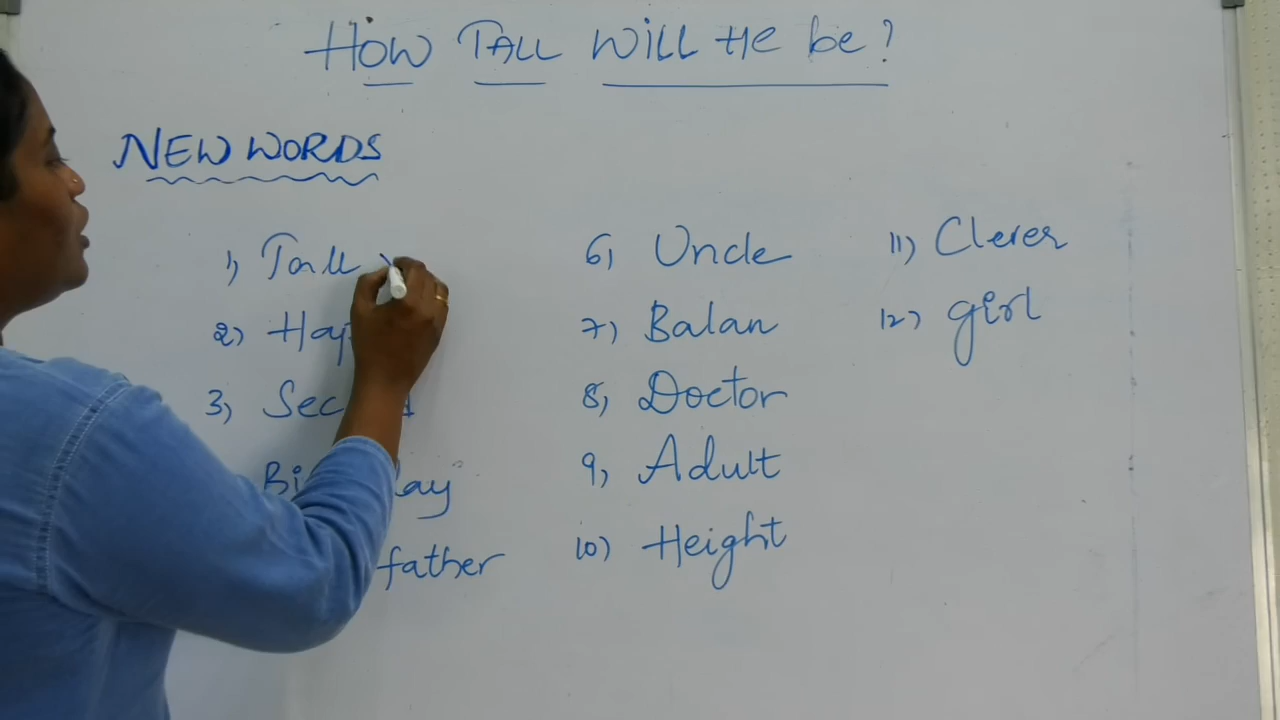 How TALL Will He be?
NEW WORDS
1) Tall
2)
3)
father
6) Uncle
7) Balan
8) Doctor
9) Adult
10) Height
11) Clever
12) girl